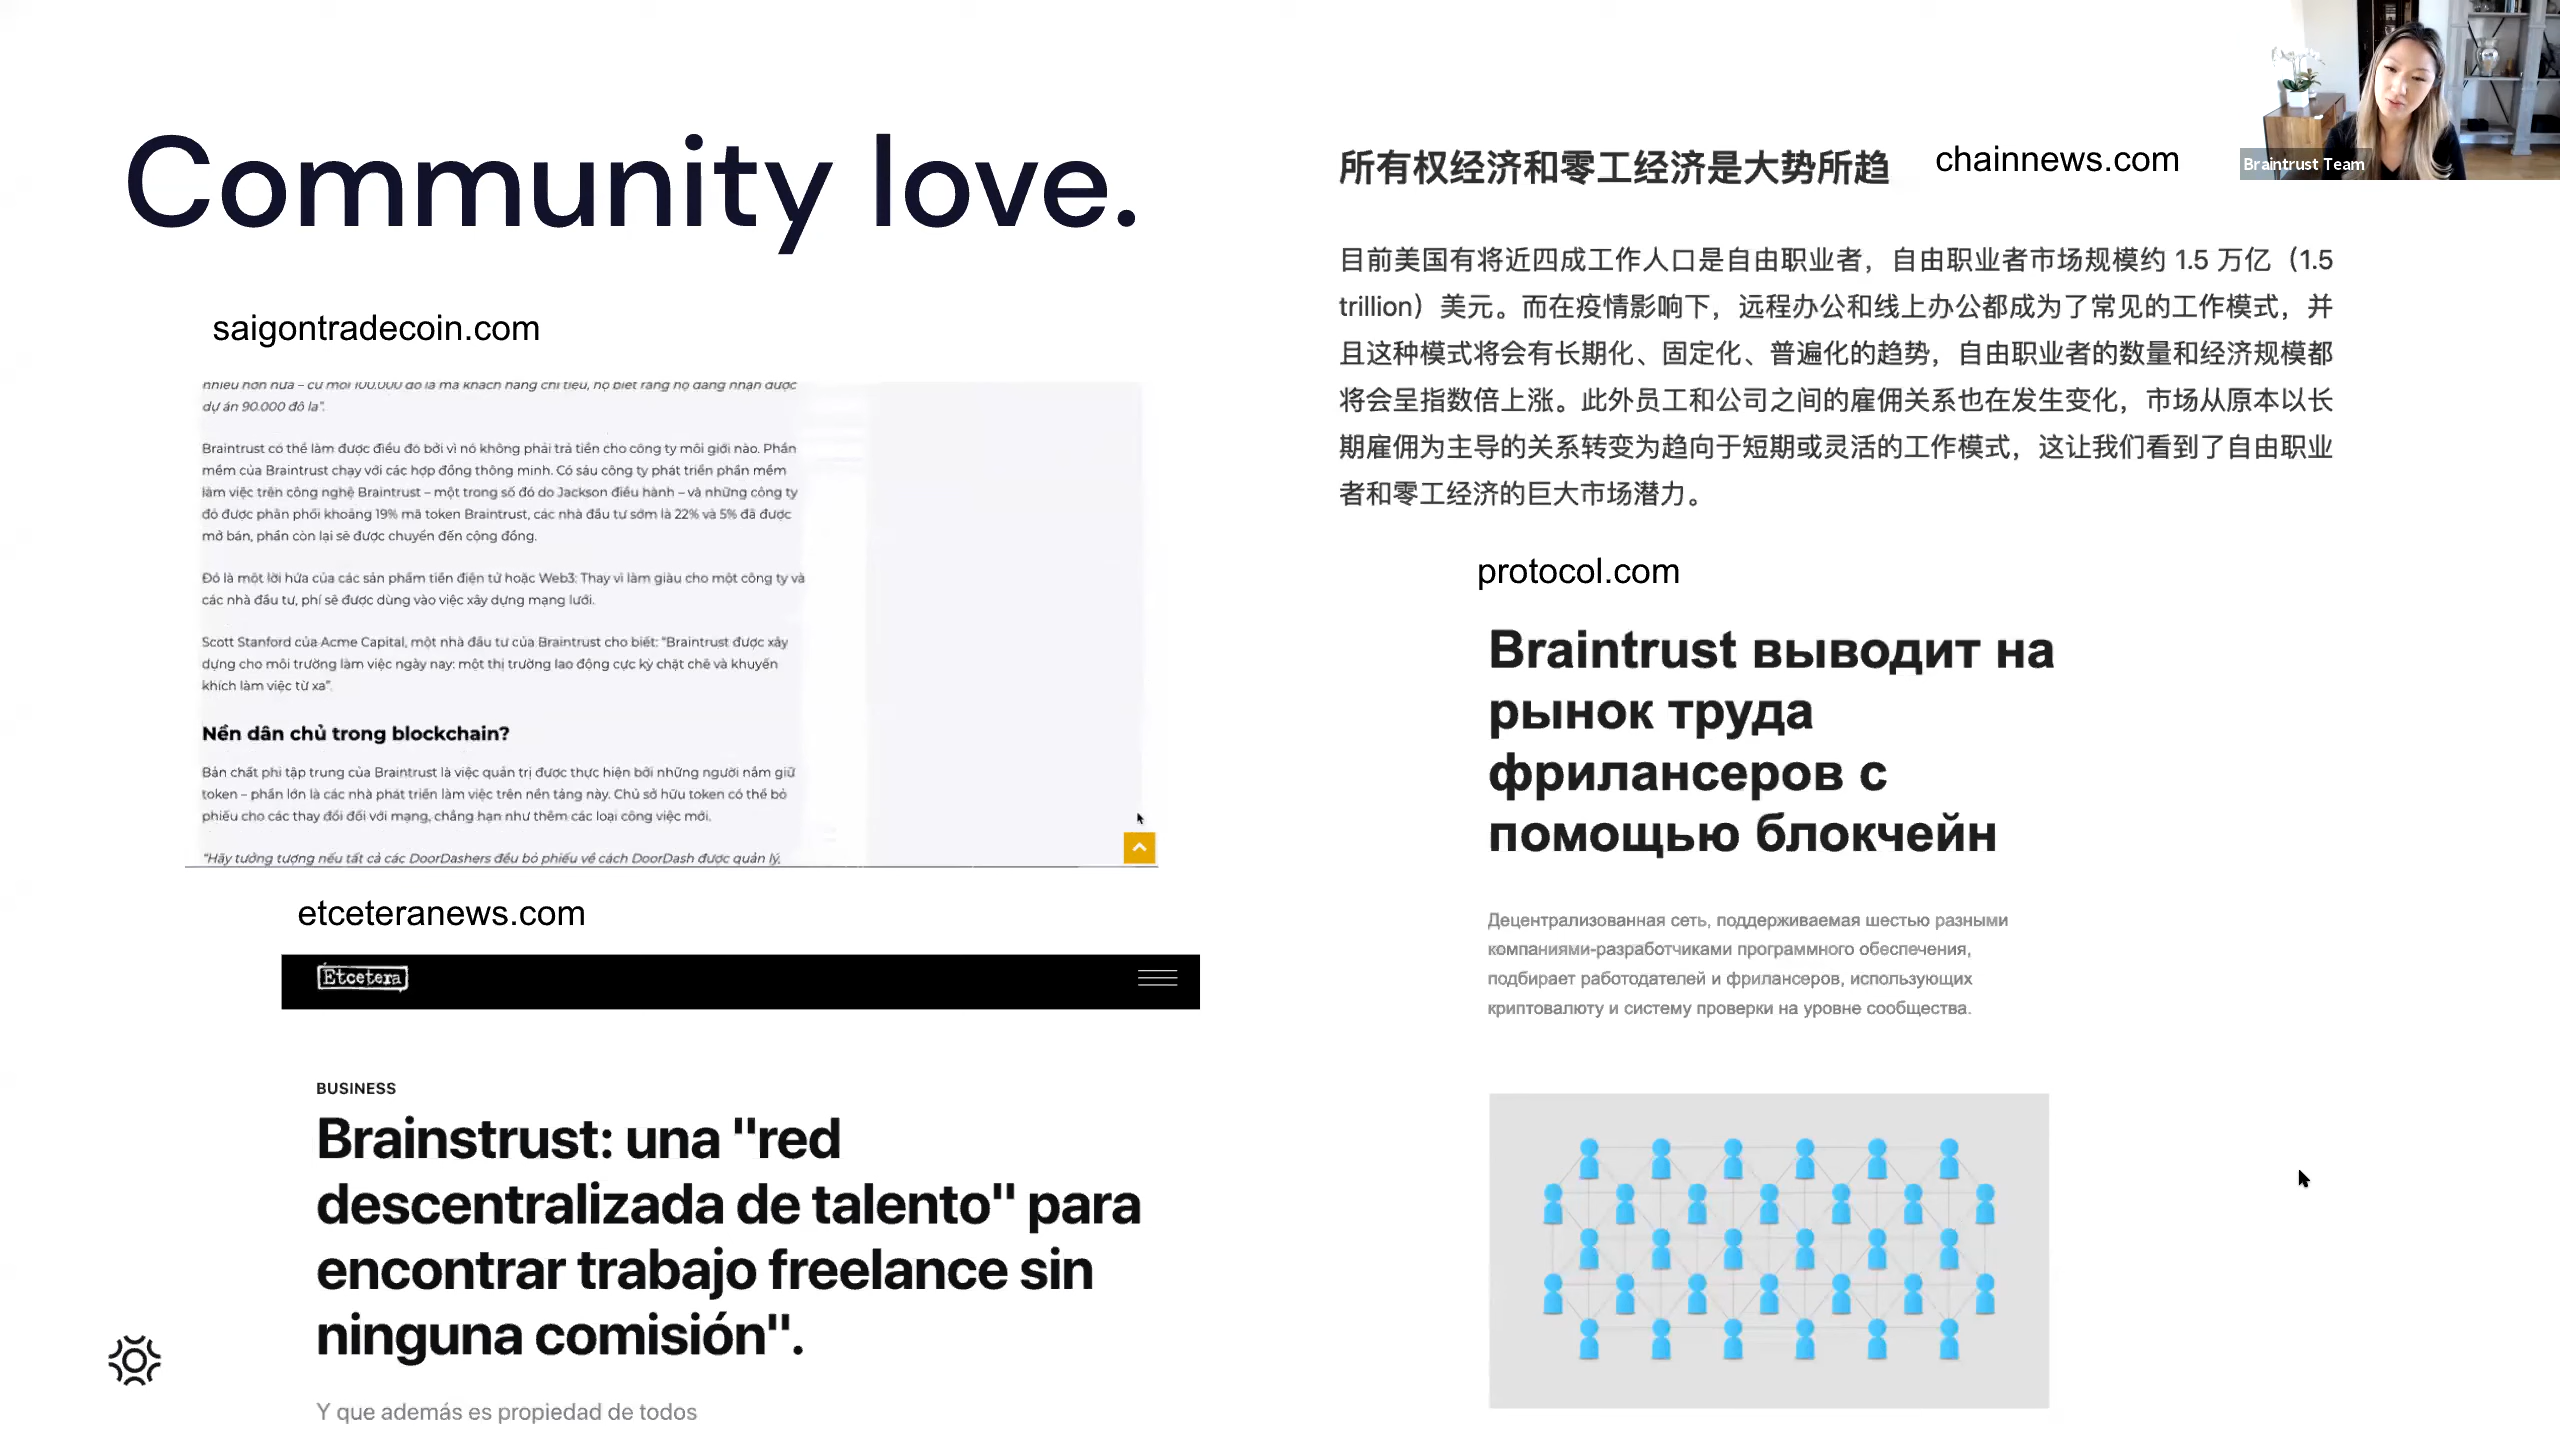 Community love.
saigontradecoin.com
nhiều hơn nữa – cứ mỗi 100.000 đô la mà khách hàng chi tiêu, họ biết rằng họ đang nhận được
dự án 90.000 đô la”.
Braintrust có thể làm được điều đó bởi vì nó không phải trả tiền cho công ty môi giới nào. Phần
mềm của Braintrust chạy với các hợp đồng thông minh. Có sáu công ty phát triển phần mềm
làm việc trên công nghệ Braintrust – một trong số đó do Jackson điều hành – và những công ty
đó được phân phối khoảng 19% mã token Braintrust, các nhà đầu tư sớm là 22% và 5% đã được
mở bán, phần còn lại sẽ được chuyển đến cộng đồng.
Đó là một lời hứa của các sản phẩm tiền điện tử hoặc Web3: Thay vì làm giàu cho một công ty và
các nhà đầu tư, phí sẽ được dùng vào việc xây dựng mạng lưới.
Scott Stanford của Acme Capital, một nhà đầu tư của Braintrust cho biết: “Braintrust được xây
dựng cho môi trường làm việc ngày nay: một thị trường lao động cực kỳ chặt chẽ và khuyến
khích làm việc từ xa”.
Nền dân chủ trong blockchain?
Bản chất phi tập trung của Braintrust là việc quản trị được thực hiện bởi những người nắm giữ
token – phần lớn là các nhà phát triển làm việc trên nền tảng này. Chủ sở hữu token có thể bỏ
phiếu cho các thay đổi đối với mạng, chẳng hạn như thêm các loại công việc mới.
“Hãy tưởng tượng nếu tất cả các DoorDashers đều bỏ phiếu về cách DoorDash được quản lý,
etceteranews.com
Etcetera
BUSINESS
Brainstrust: una "red
descentralizada de talento" para
encontrar trabajo freelance sin
ninguna comisión".
Y que además es propiedad de todos
所有权经济和零工经济是大势所趋
chainnews.com
目前美国有将近四成工作人口是自由职业者，自由职业者市场规模约 1.5 万亿（1.5
trillion）美元。而在疫情影响下，远程办公和线上办公都成为了常见的工作模式，并
且这种模式将会有长期化、固定化、普遍化的趋势，自由职业者的数量和经济规模都
将会呈指数倍上涨。此外员工和公司之间的雇佣关系也在发生变化，市场从原本以长
期雇佣为主导的关系转变为趋向于短期或灵活的工作模式，这让我们看到了自由职业
者和零工经济的巨大市场潜力。
protocol.com
Braintrust выводит на
рынок труда
фрилансеров с
помощью блокчейн
Децентрализованная сеть, поддерживаемая шестью разными
компаниями-разработчиками программного обеспечения,
подбирает работодателей и фрилансеров, использующих
криптовалюту и систему проверки на уровне сообщества.
Braintrust Team